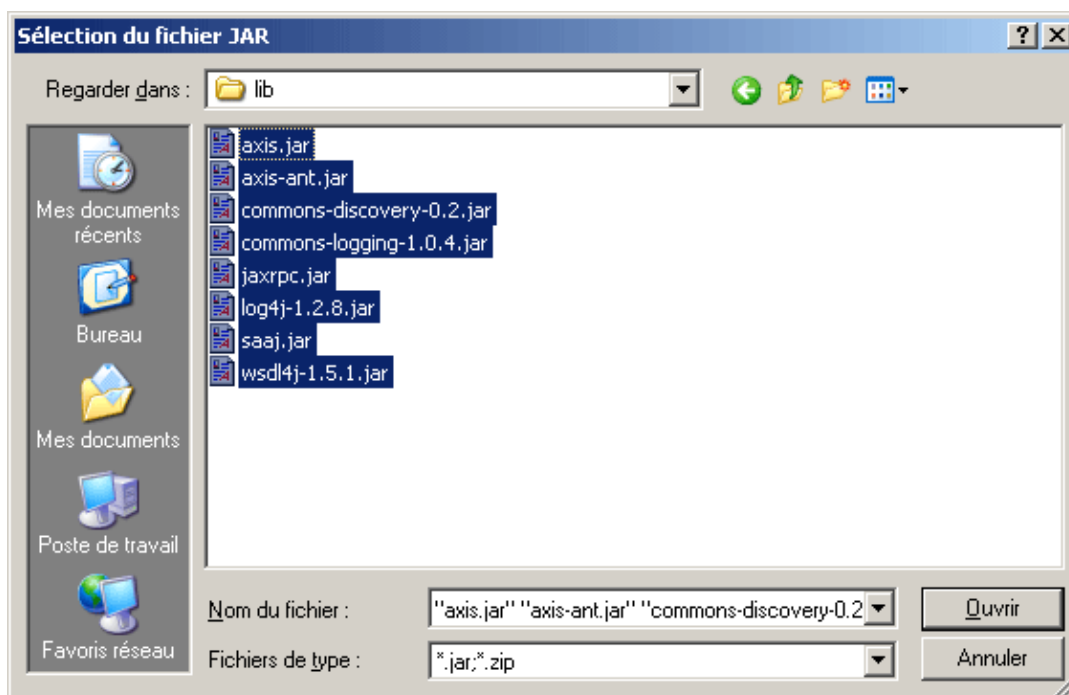 Sélection du fichier JAR
Regarder dans :
lib
Mes documents
récents
Bureau
Mes documents
Poste de travail
Favoris réseau
axis.jar
axis-ant.jar
commons-discovery-0.2.jar
commons-logging-1.0.4.jar
jaxrpc.jar
log4j-1.2.8.jar
saaj.jar
wsdl4j-1.5.1.jar
Nom du fichier :
"axis.jar" "axis-ant.jar" "commons-discovery-0.2
Ouvrir
Fichiers de type :
*.jar;*.zip
Annuler